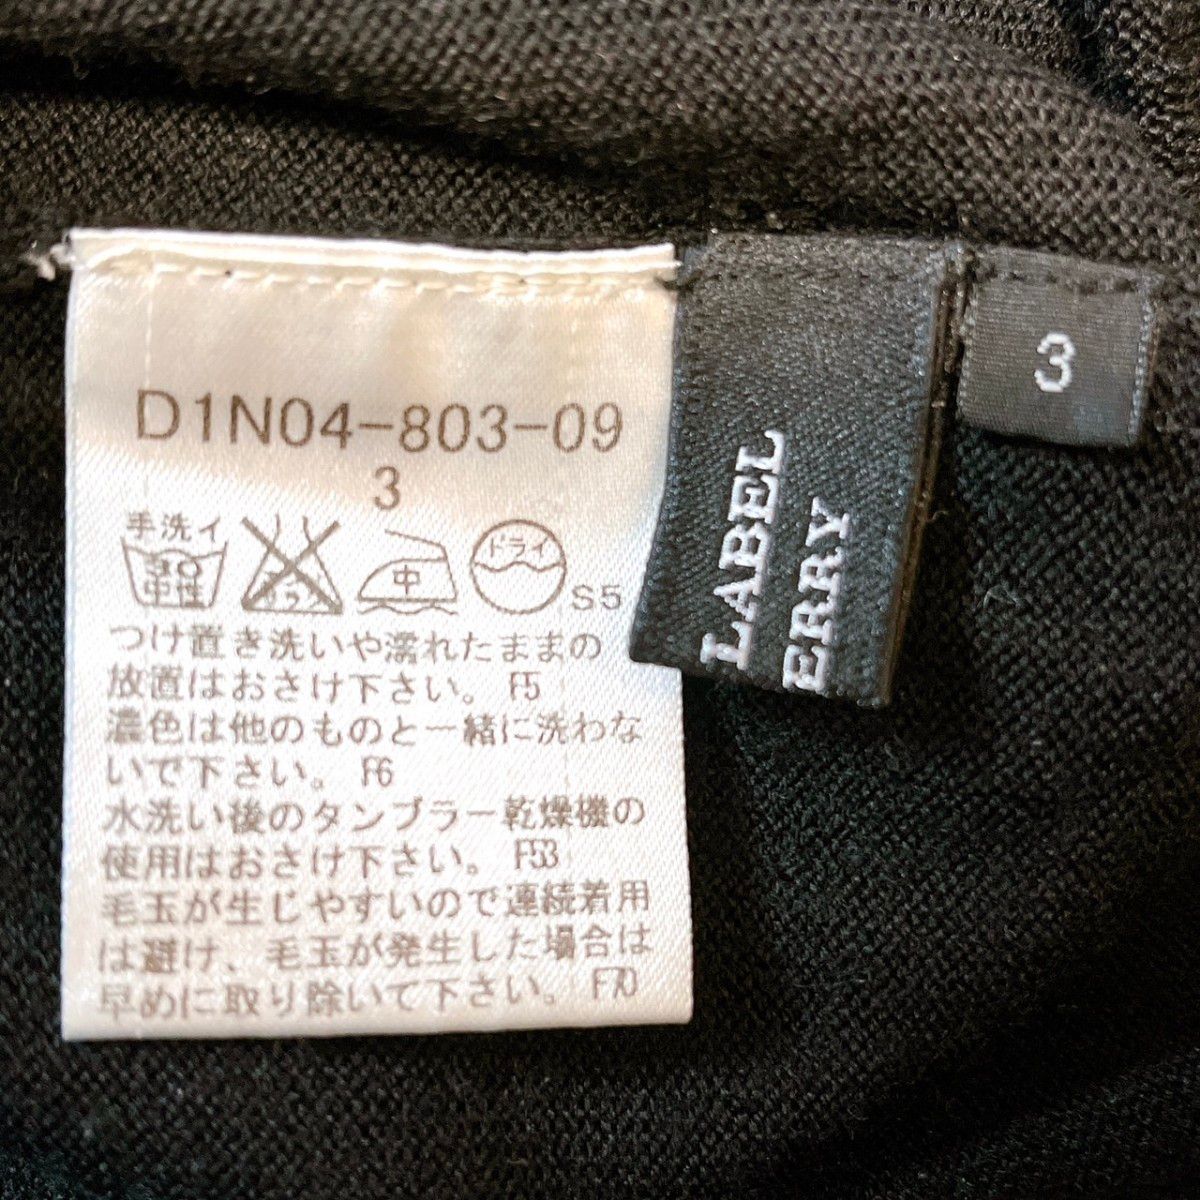 D1N04-803-09
3
手洗イ
中性
中
ドライ
S5
つけ置き洗いや濡れたままの
放置はおさけ下さい。 F5
濃色は他のものと一緒に洗わな
いで下さい。 F6
水洗い後のタンブラー乾燥機の
使用はおさけ下さい。 F53
毛玉が生じやすいので連続着用
は避け、毛玉が発生した場合は
早めに取り除いて下さい。 F70
LABEL
ERRY
3